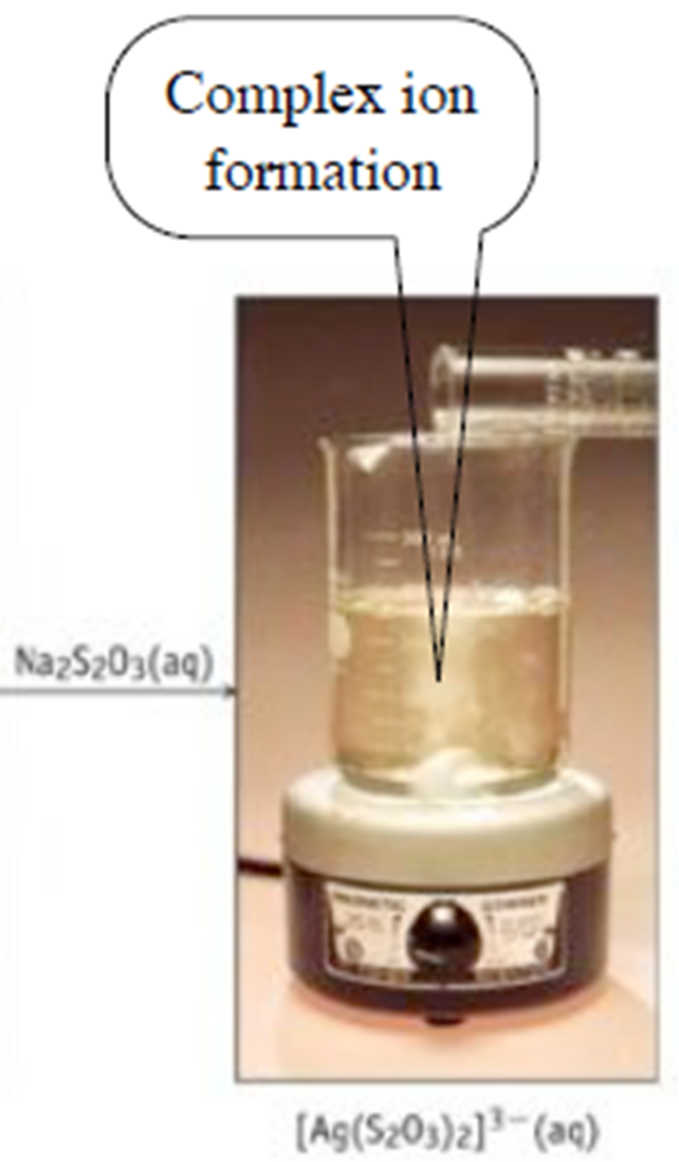 Complex ion
formation
Na₂S₂O₃(aq)
[Ag(S₂O₃)₂]³⁻(aq)